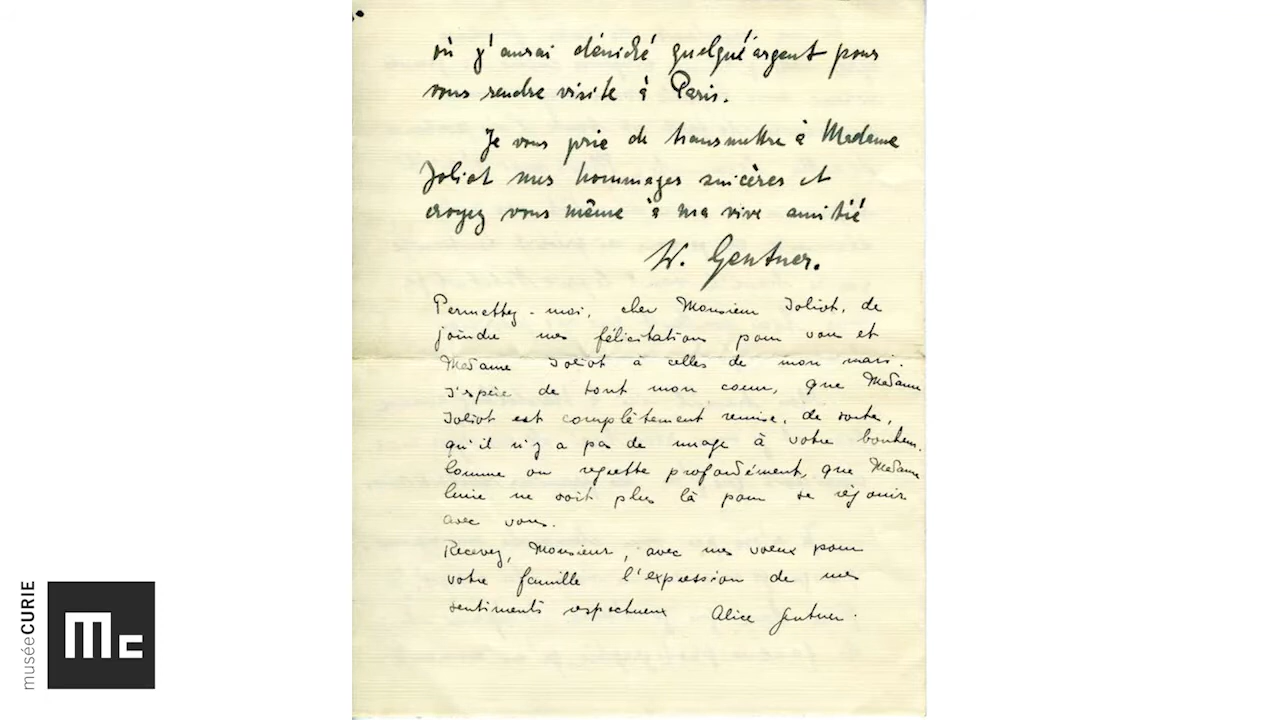 où j'aurai déniché quelqu'argent pour
vous rendre visite à Paris.
Je vous prie de transmettre à Madame
Joliot mes hommages sincères et
croyez vous même à ma vive amitié
W. Gentner.
Permettez-moi, cher Monsieur Joliot, de
joindre mes félicitations pour vous et
Madame Joliot à celles de mon mari.
J'espère de tout mon coeur, que Madame
Joliot est complètement remise, de sorte,
qu'il n'y a pas de nuage à votre bonheur.
Comme on regrette profondément, que Madame
Curie ne soit plus là pour se réjouir
avec vous.
Recevez, Monsieur, avec mes voeux pour
votre famille l'expression de mes
sentiments respectueux Alice Gentner.
muséeCURIE
Mc